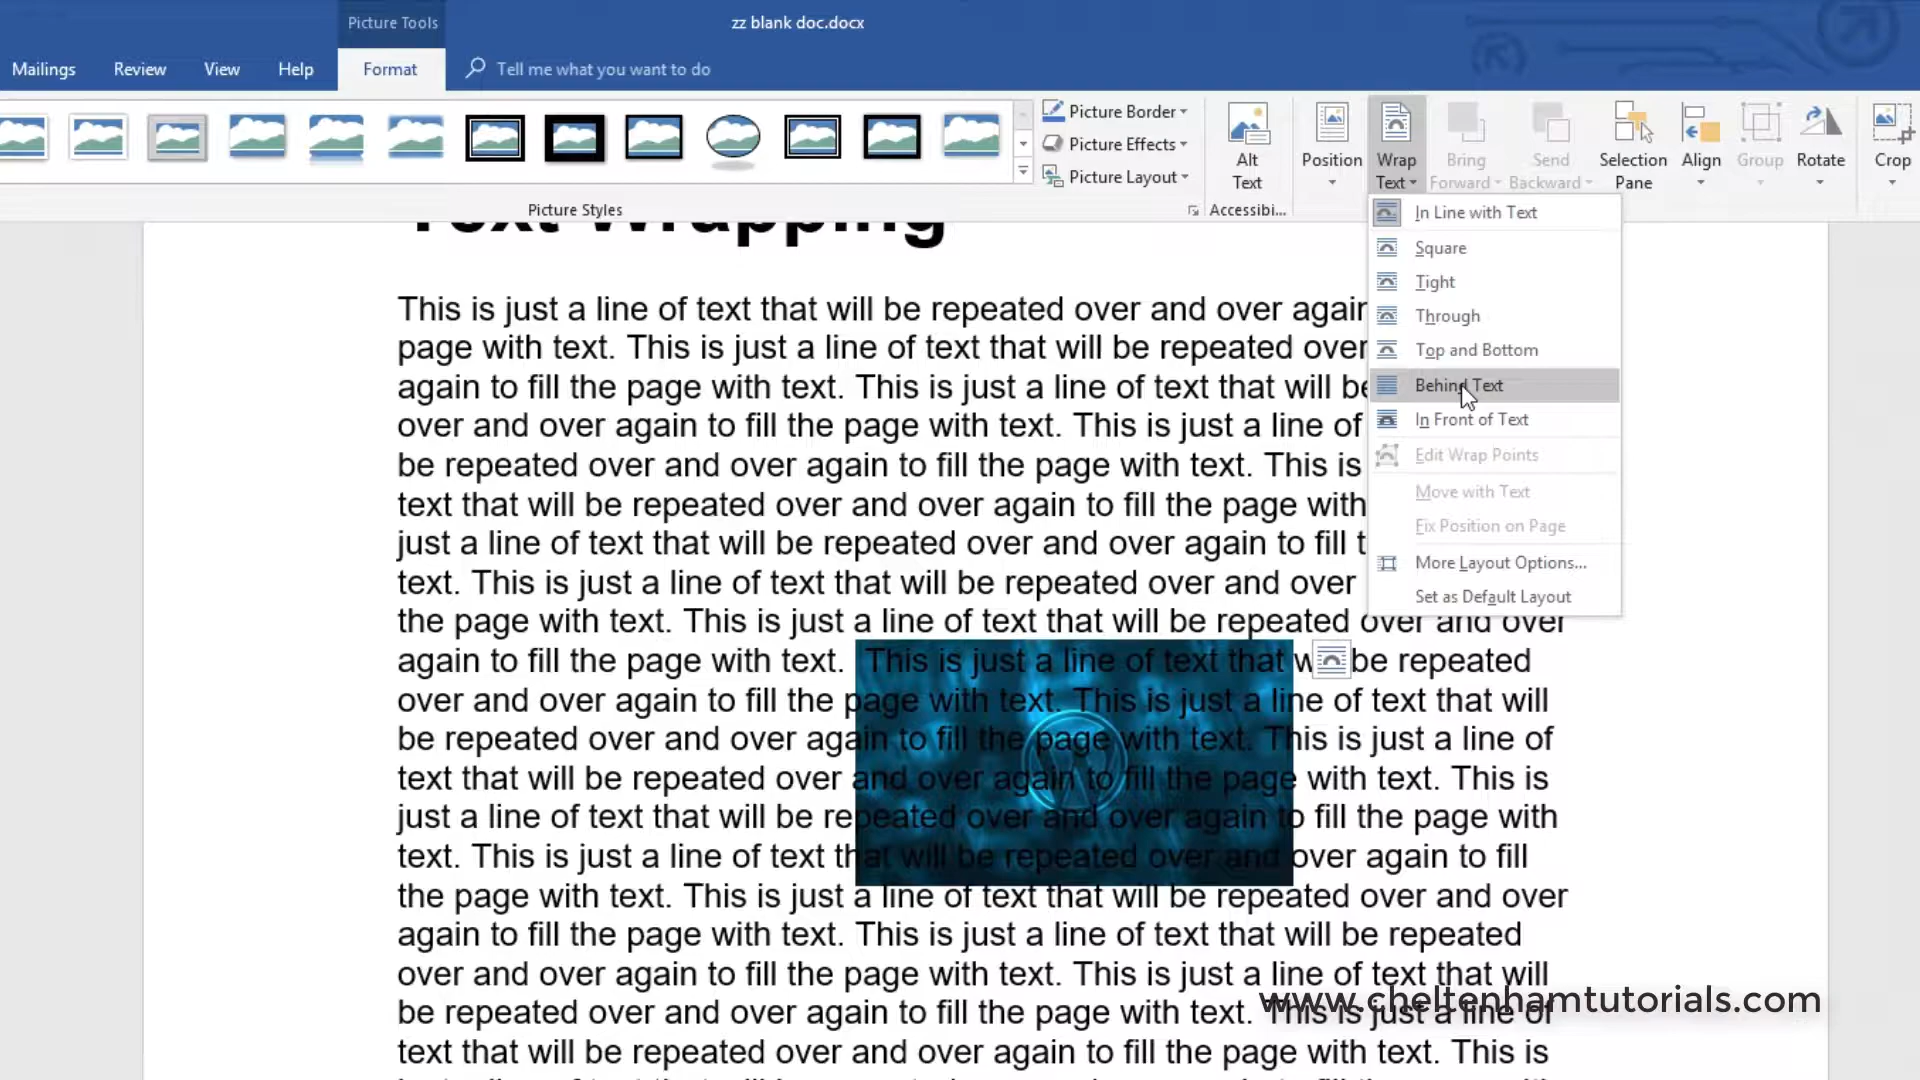 Picture Tools
zz blank doc.docx
Mailings
Review
View
Help
Format
Tell me what you want to do
Picture Border
Picture Effects
Picture Layout
Alt Text
Position
Wrap Text
Bring Forward
Send Backward
Selection Pane
Align
Group
Rotate
Crop
Picture Styles
Accessibi...
In Line with Text
Square
Tight
Through
Top and Bottom
Behind Text
In Front of Text
Edit Wrap Points
Move with Text
Fix Position on Page
More Layout Options...
Set as Default Layout
Text Wrapping
This is just a line of text that will be repeated over and over again
page with text. This is just a line of text that will be repeated over
again to fill the page with text. This is just a line of text that will be
over and over again to fill the page with text. This is just a line of
be repeated over and over again to fill the page with text. This is
text that will be repeated over and over again to fill the page with
just a line of text that will be repeated over and over again to fill
text. This is just a line of text that will be repeated over and over
the page with text. This is just a line of text that will be repeated over and over
again to fill the page with text. This is just a line of text that be repeated
over and over again to fill the page with text. This is just a line of text that will
be repeated over and over again to fill the page with text. This is just a line of
text that will be repeated over and over again to fill the page with text. This is
just a line of text that will be repeated over and over again to fill the page with
text. This is just a line of text that will be repeated over and over again to fill
the page with text. This is just a line of text that will be repeated over and over
again to fill the page with text. This is just a line of text that will be repeated
over and over again to fill the page with text. This is just a line of text that will
be repeated over and over again to fill the page with text. This is just a line of
text that will be repeated over and over again to fill the page with text. This is
www.cheltenhamtutorials.com